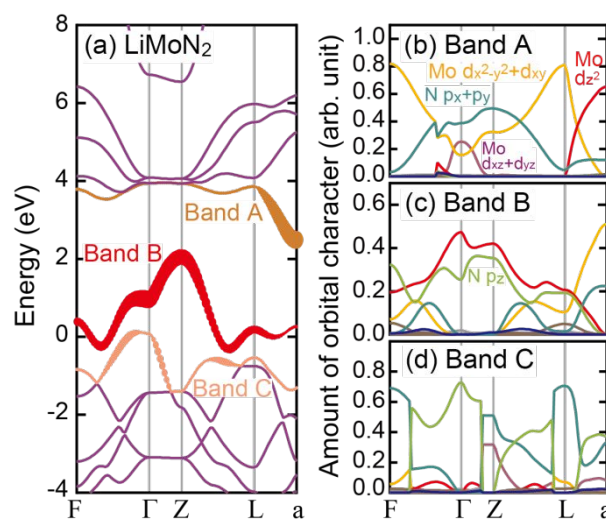 (a) LiMoN₂
Energy (eV)
8
6
4
2
0
-2
-4
Band A
Band B
Band C
F Γ Z L a
Amount of orbital character (arb. unit)
(b) Band A
1.0
0.8
0.6
0.4
0.2
0.0
Mo dx²-y²+dxy
N px+py
Mo
dz²
Mo
dxz+dyz
(c) Band B
0.6
0.4
0.2
0.0
N pz
(d) Band C
0.8
0.6
0.4
0.2
0.0
F Γ Z L a